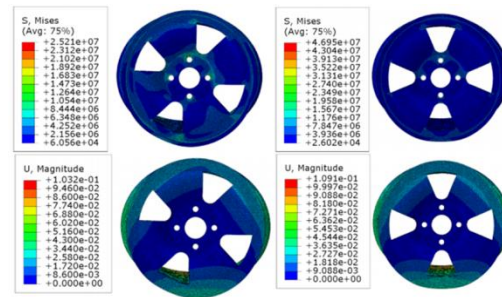 S, Mises
(Avg: 75%)
+2.521e+07
+2.312e+07
+2.102e+07
+1.892e+07
+1.683e+07
+1.473e+07
+1.264e+07
+1.054e+07
+8.444e+06
+6.348e+06
+4.252e+06
+2.156e+06
+6.056e+04
S, Mises
(Avg: 75%)
+4.695e+07
+4.304e+07
+3.913e+07
+3.522e+07
+3.131e+07
+2.740e+07
+2.349e+07
+1.958e+07
+1.567e+07
+1.176e+07
+7.847e+06
+3.936e+06
+2.602e+04
U, Magnitude
+1.032e-01
+9.460e-02
+8.600e-02
+7.740e-02
+6.880e-02
+6.020e-02
+5.160e-02
+4.300e-02
+3.440e-02
+2.580e-02
+1.720e-02
+8.600e-03
+0.000e+00
U, Magnitude
+1.091e-01
+9.997e-02
+9.088e-02
+8.180e-02
+7.271e-02
+6.362e-02
+5.453e-02
+4.544e-02
+3.635e-02
+2.727e-02
+1.818e-02
+9.088e-03
+0.000e+00